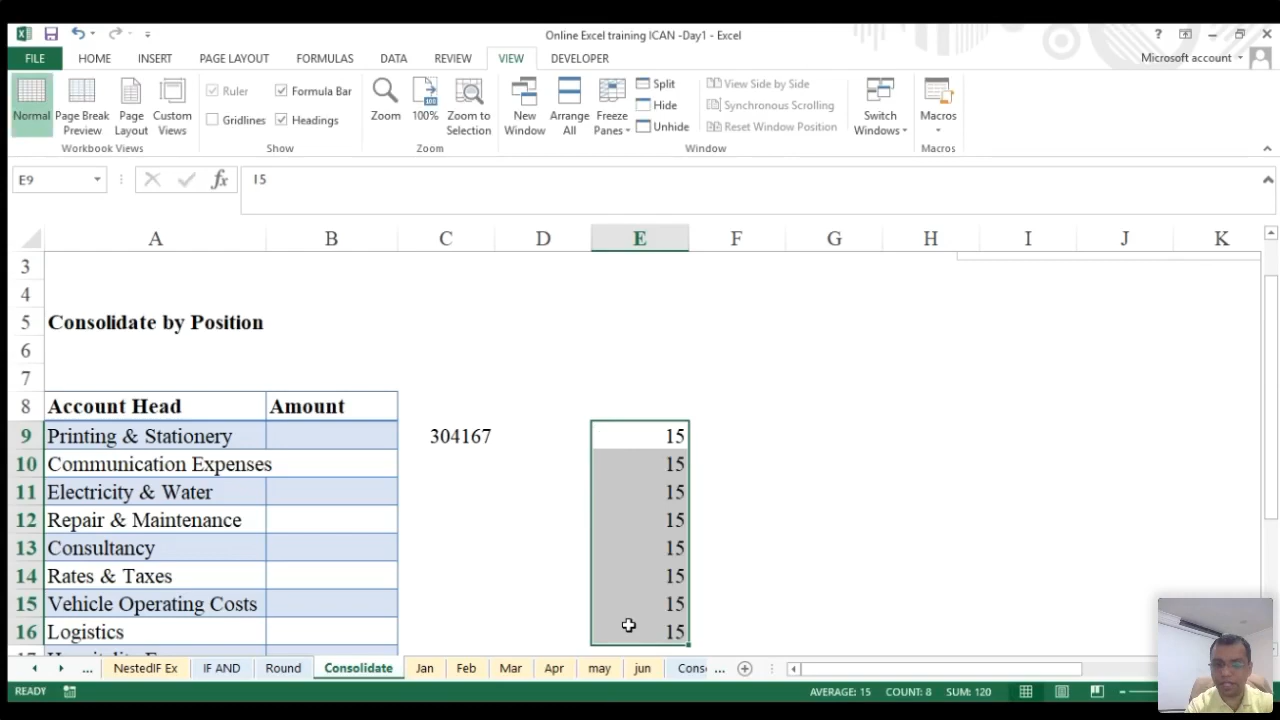 Online Excel training ICAN -Day1 - Excel
FILE HOME INSERT PAGE LAYOUT FORMULAS DATA REVIEW VIEW DEVELOPER Microsoft account
Normal Page Break Preview Page Layout Custom Views
Workbook Views
Ruler Formula Bar
Gridlines Headings
Show
Zoom 100% Zoom to Selection
Zoom
New Window Arrange All Freeze Panes
Split
Hide
Unhide
View Side by Side
Synchronous Scrolling
Reset Window Position
Window
Switch Windows
Macros
Macros
E9 fx 15
A B C D E F G H I J K
3
4
5 Consolidate by Position
6
7
8 Account Head Amount
9 Printing & Stationery 304167 15
10 Communication Expenses 15
11 Electricity & Water 15
12 Repair & Maintenance 15
13 Consultancy 15
14 Rates & Taxes 15
15 Vehicle Operating Costs 15
16 Logistics 15
... NestedIF Ex IF AND Round Consolidate Jan Feb Mar Apr may jun Cons ...
READY AVERAGE: 15 COUNT: 8 SUM: 120